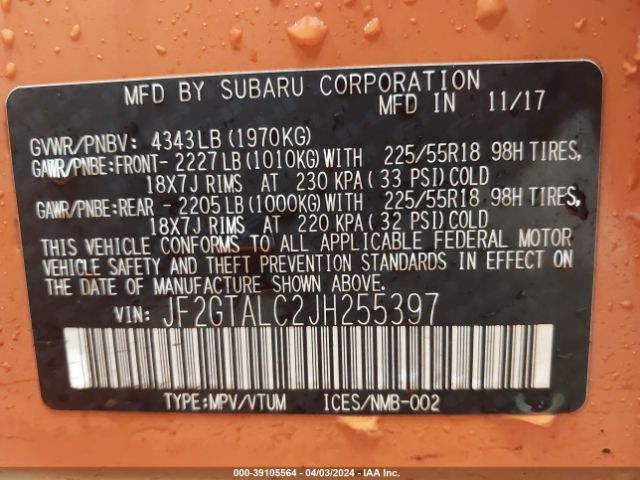 MFD BY SUBARU CORPORATION
MFD IN 11/17
GVWR/PNBV: 4343LB(1970KG)
GAWR/PNBE:FRONT- 2227LB(1010KG)WITH 225/55R18 98H TIRES,
18X7J RIMS AT 230 KPA(33 PSI)COLD
GAWR/PNBE:REAR - 2205LB(1000KG)WITH 225/55R18 98H TIRES,
18X7J RIMS AT 220 KPA(32 PSI)COLD
THIS VEHICLE CONFORMS TO ALL APPLICABLE FEDERAL MOTOR
VEHICLE SAFETY AND THEFT PREVENTION STANDARDS IN EFFECT ON
THE DATE OF MANUFACTURE SHOWN ABOVE.
VIN: JF2GTALC2JH255397
TYPE:MPV/VTUM ICES/NMB-002
000-39105564 - 04/03/2024 - IAA Inc.